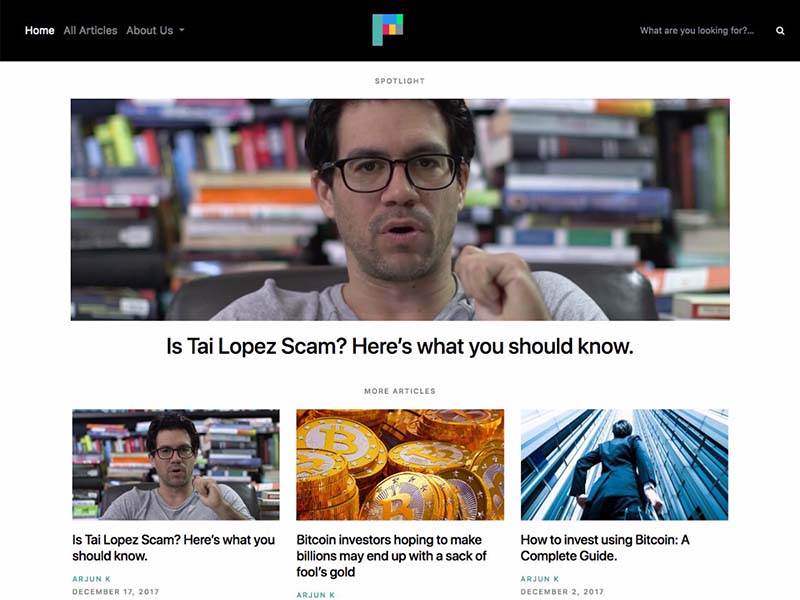 Home All Articles About Us
What are you looking for?...
SPOTLIGHT
Is Tai Lopez Scam? Here’s what you should know.
MORE ARTICLES
Is Tai Lopez Scam? Here’s what you
should know.
ARJUN K
DECEMBER 17, 2017
Bitcoin investors hoping to make
billions may end up with a sack of
fool’s gold
ARJUN K
How to invest using Bitcoin: A
Complete Guide.
ARJUN K
DECEMBER 2, 2017